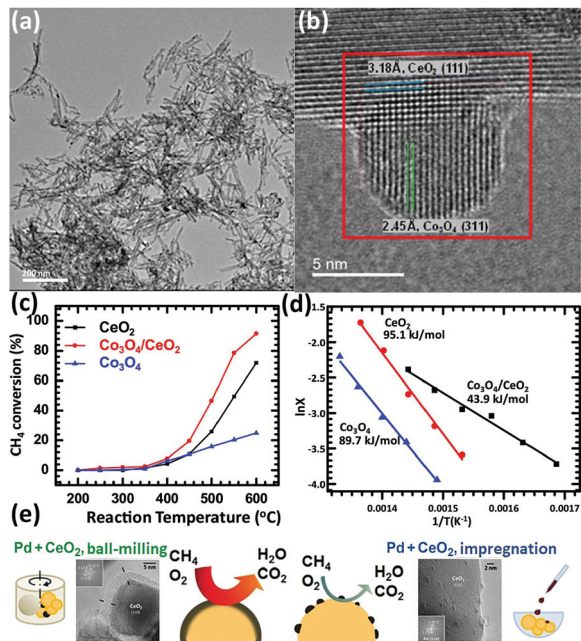 (a)
200 nm
(b)
3.18Å, CeO₂ (111)
2.45Å, Co₃O₄ (311)
5 nm
(c)
CeO₂
Co₃O₄/CeO₂
Co₃O₄
CH₄ conversion (%)
100
80
60
40
20
0
200 300 400 500 600
Reaction Temperature (°C)
(d)
CeO₂
95.1 kJ/mol
Co₃O₄/CeO₂
43.9 kJ/mol
Co₃O₄
89.7 kJ/mol
lnX
-1.5
-2.0
-2.5
-3.0
-3.5
-4.0
0.0014 0.0015 0.0016 0.0017
1/T(K⁻¹)
(e)
Pd + CeO₂, ball-milling
5 nm
CeO₂
CH₄
O₂
H₂O
CO₂
CH₄
O₂
H₂O
CO₂
Pd + CeO₂, impregnation
2 nm
CeO₂